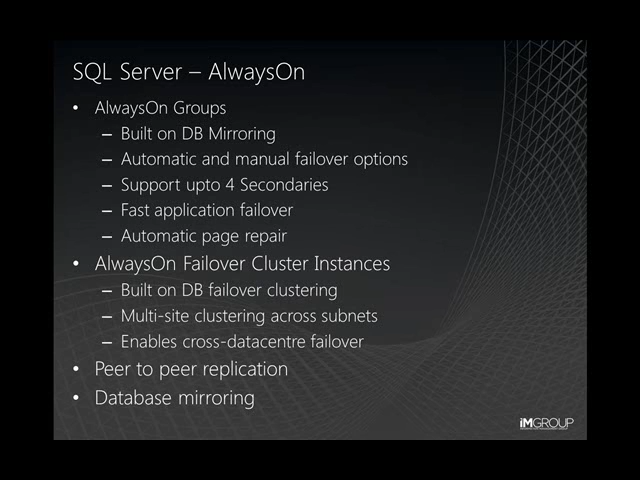 SQL Server – AlwaysOn
• AlwaysOn Groups
– Built on DB Mirroring
– Automatic and manual failover options
– Support upto 4 Secondaries
– Fast application failover
– Automatic page repair
• AlwaysOn Failover Cluster Instances
– Built on DB failover clustering
– Multi-site clustering across subnets
– Enables cross-datacentre failover
• Peer to peer replication
• Database mirroring
iMGROUP